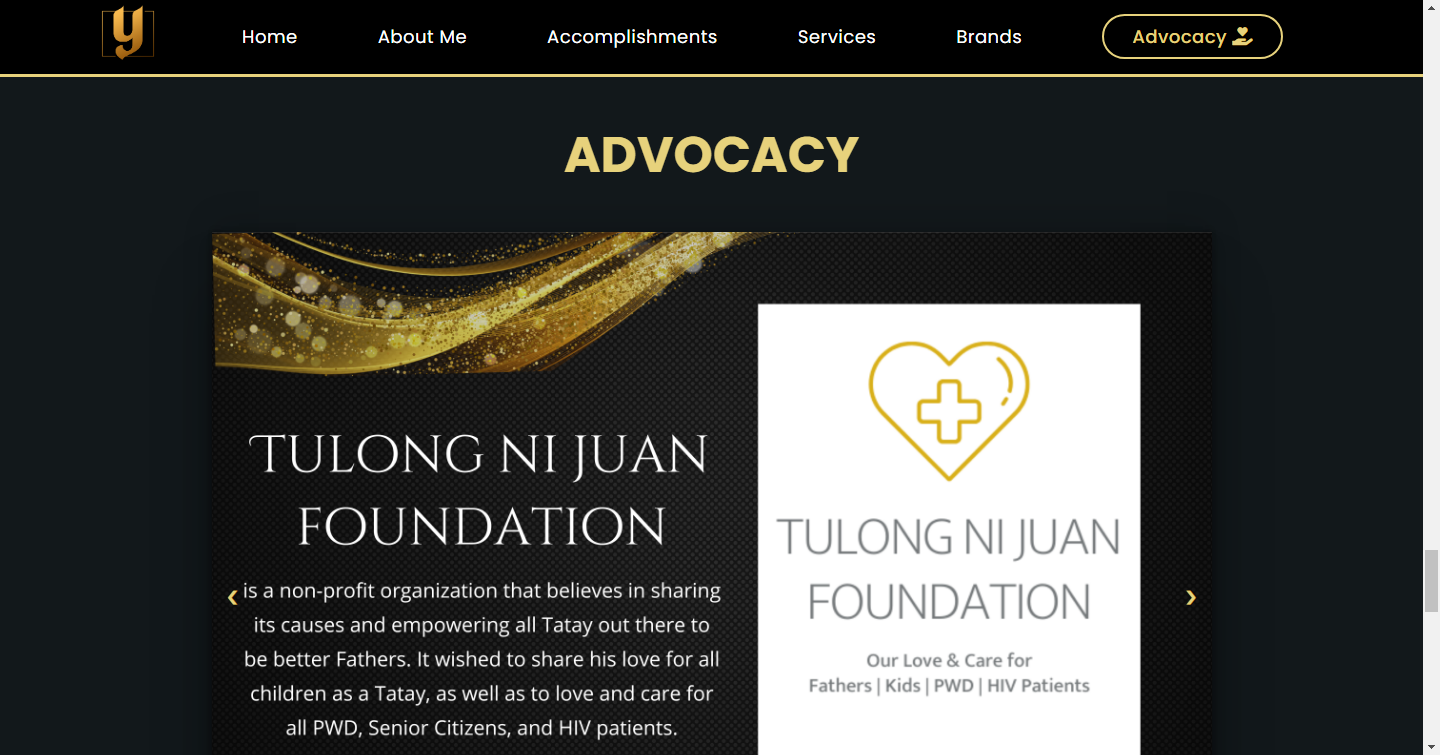 y
Home
About Me
Accomplishments
Services
Brands
Advocacy
ADVOCACY
TULONG NI JUAN
FOUNDATION
is a non-profit organization that believes in sharing
its causes and empowering all Tatay out there to
be better Fathers. It wished to share his love for all
children as a Tatay, as well as to love and care for
all PWD, Senior Citizens, and HIV patients.
TULONG NI JUAN
FOUNDATION
Our Love & Care for
Fathers | Kids | PWD | HIV Patients